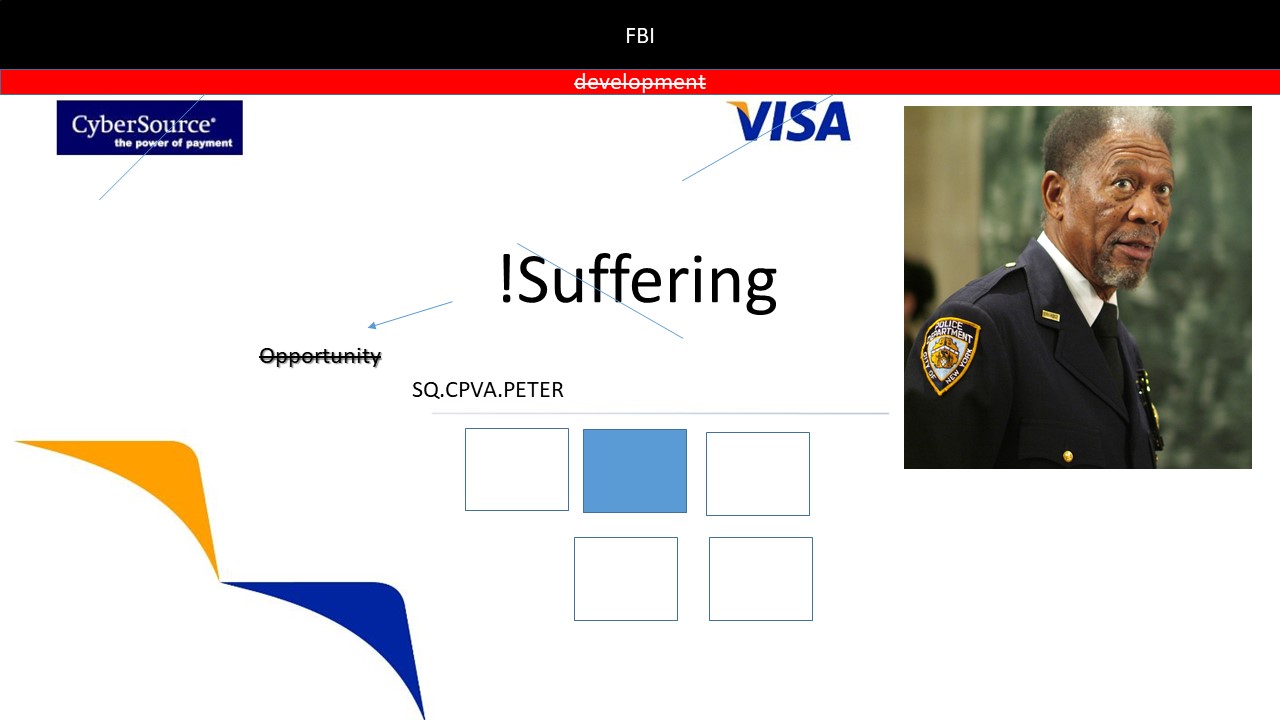 FBI
development
CyberSource®
the power of payment
VISA
!Suffering
Opportunity
SQ.CPVA.PETER
POLICE
DEPARTMENT
CITY OF
NEW YORK